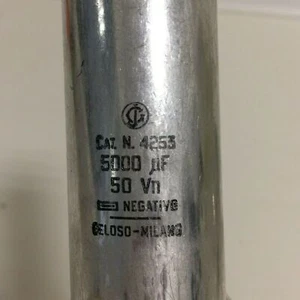 CAT. N. 4253
5000 µF
50 Vn
NEGATIVO
GELOSO-MILANO